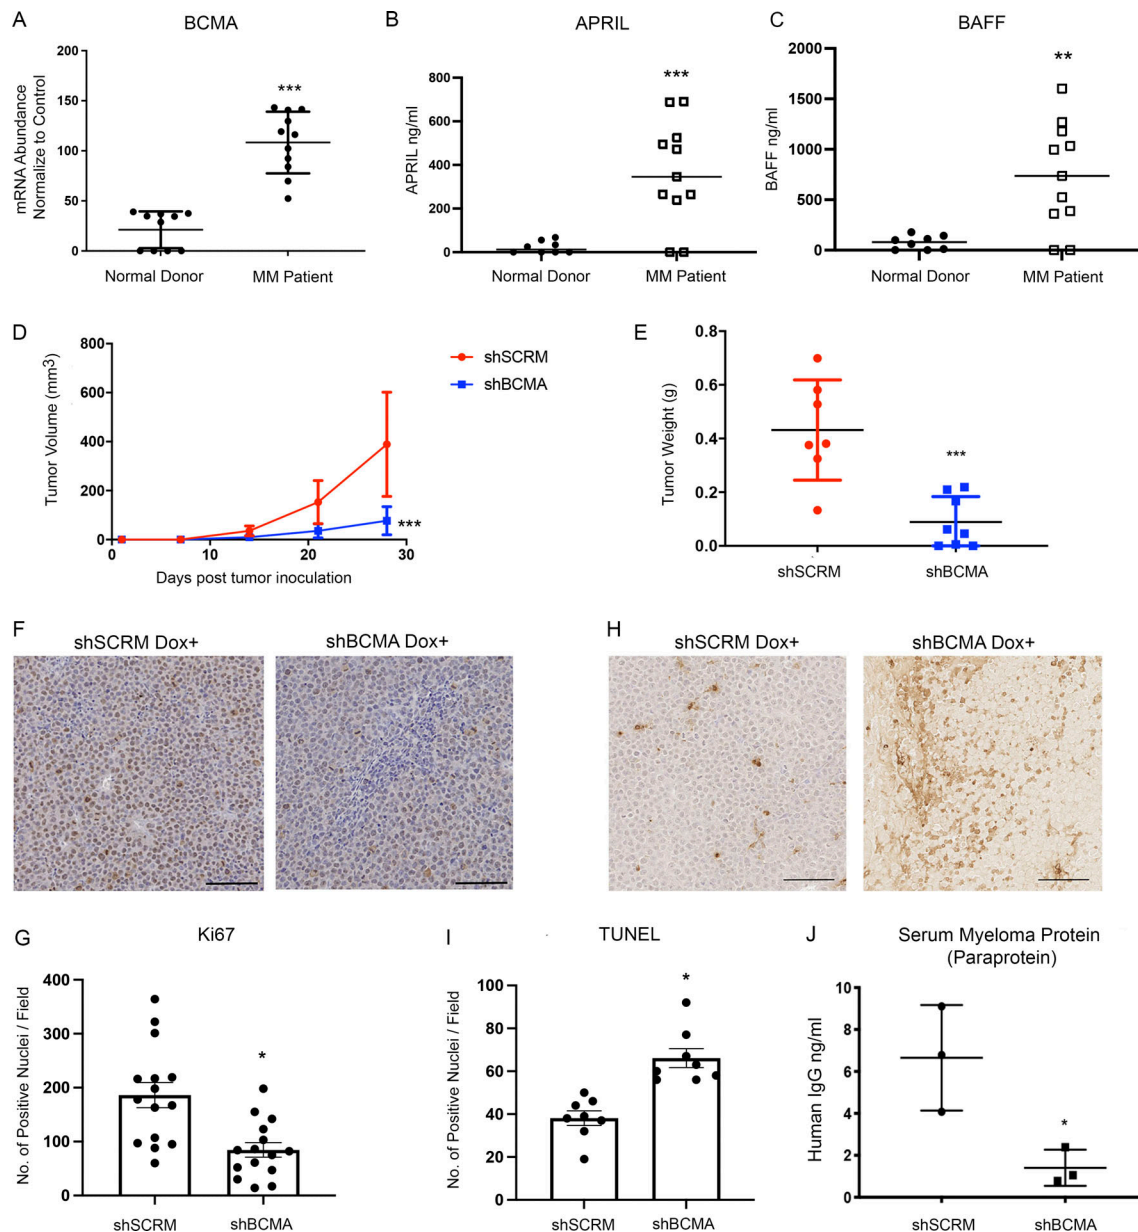 A
BCMA
mRNA Abundance
Normalize to Control
200
150
100
50
0
***
Normal Donor
MM Patient
B
APRIL
APRIL ng/ml
800
600
400
200
0
***
Normal Donor
MM Patient
C
BAFF
BAFF ng/ml
2000
1500
1000
500
0
**
Normal Donor
MM Patient
D
Tumor Volume (mm3)
800
600
400
200
0
10
20
30
***
Days post tumor inoculation
shSCRM
shBCMA
E
Tumor Weight (g)
0.8
0.6
0.4
0.2
0.0
***
shSCRM
shBCMA
F
shSCRM Dox+
shBCMA Dox+
H
shSCRM Dox+
shBCMA Dox+
G
Ki67
No. of Positive Nuclei / Field
400
300
200
100
0
*
shSCRM
shBCMA
I
TUNEL
No. of Positive Nuclei / Field
100
80
60
40
20
0
*
shSCRM
shBCMA
J
Serum Myeloma Protein
(Paraprotein)
Human IgG ng/ml
10
8
6
4
2
0
*
shSCRM
shBCMA